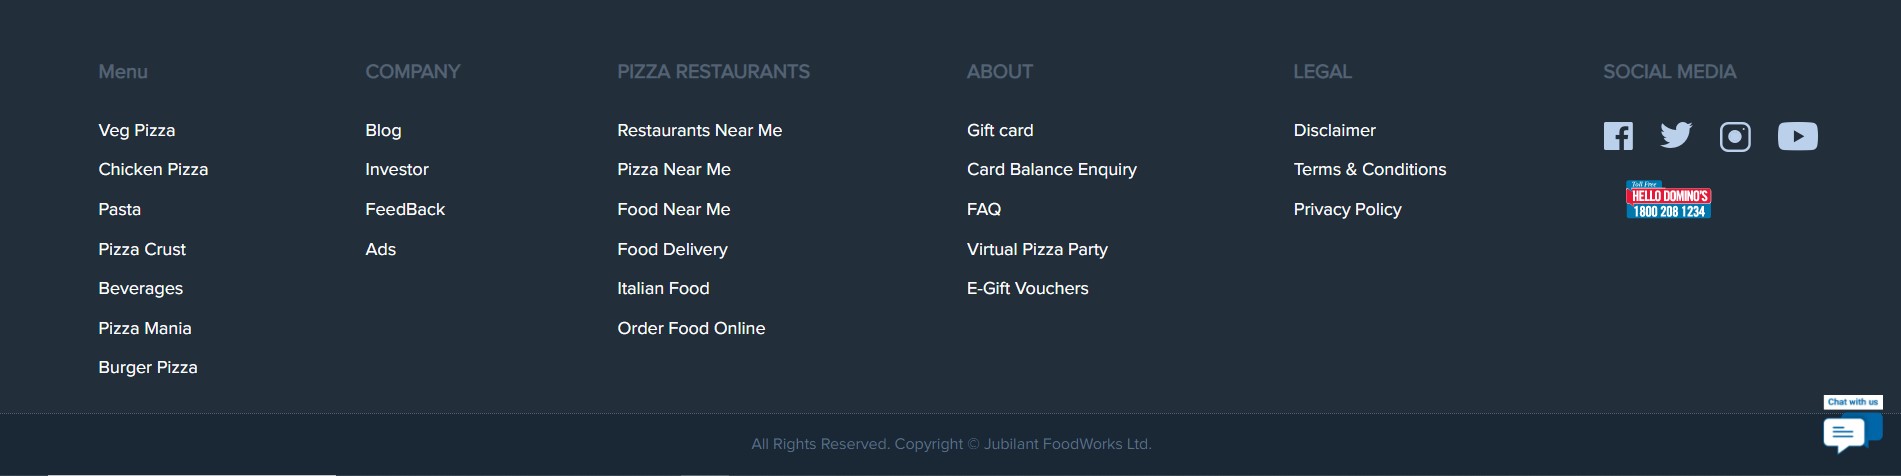 Menu
Veg Pizza
Chicken Pizza
Pasta
Pizza Crust
Beverages
Pizza Mania
Burger Pizza
COMPANY
Blog
Investor
FeedBack
Ads
PIZZA RESTAURANTS
Restaurants Near Me
Pizza Near Me
Food Near Me
Food Delivery
Italian Food
Order Food Online
ABOUT
Gift card
Card Balance Enquiry
FAQ
Virtual Pizza Party
E-Gift Vouchers
LEGAL
Disclaimer
Terms & Conditions
Privacy Policy
SOCIAL MEDIA
Toll Free
HELLO DOMINO'S
1800 208 1234
Chat with us
All Rights Reserved. Copyright © Jubilant FoodWorks Ltd.